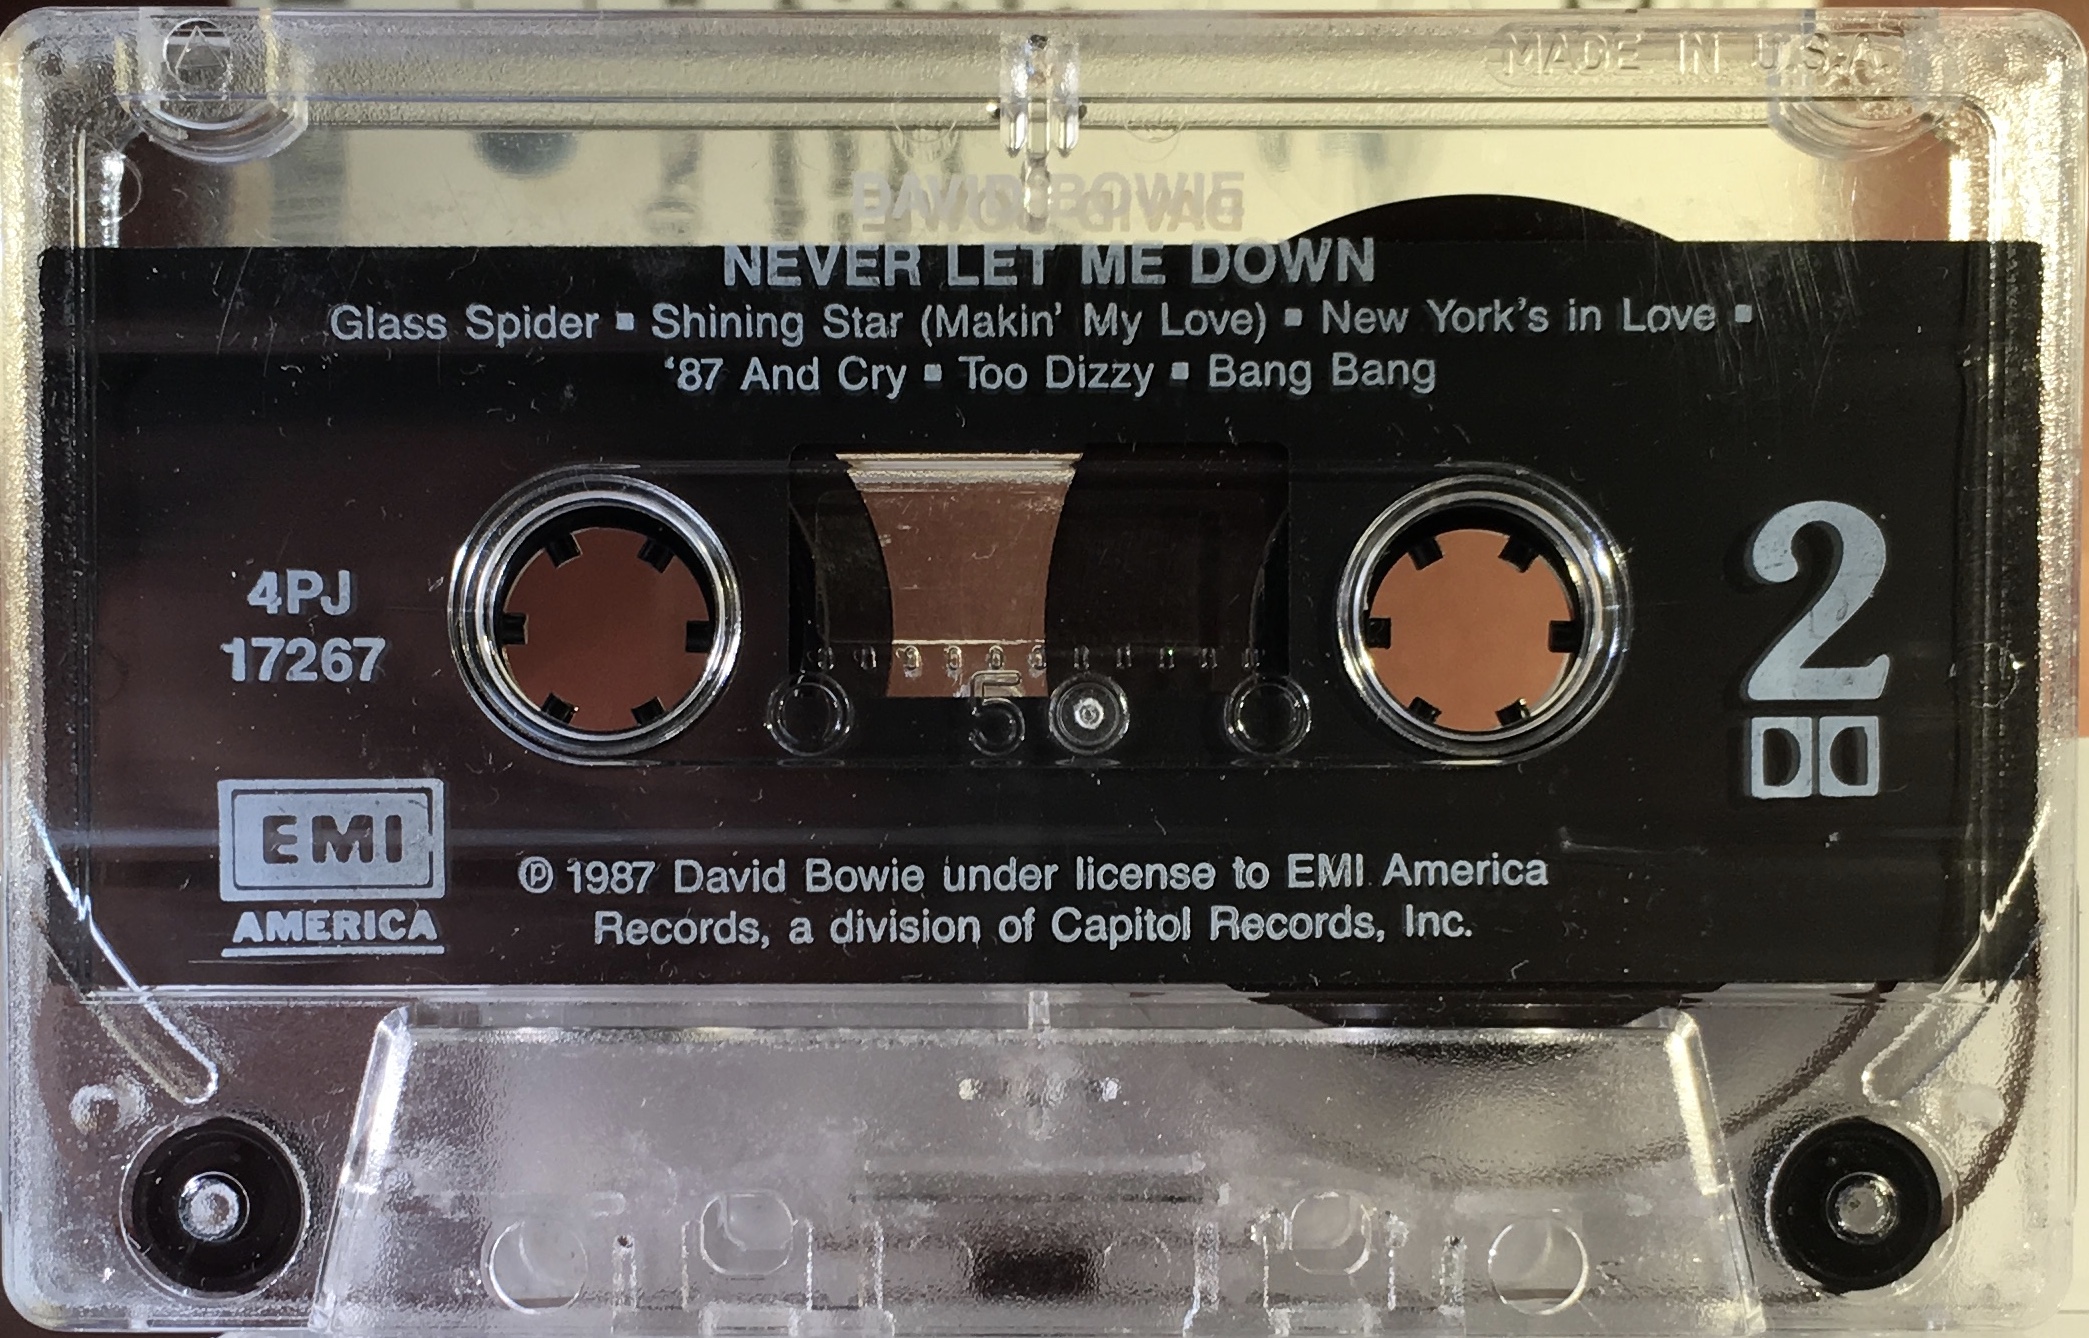 MADE IN U.S.A.
DAVID BOWIE
NEVER LET ME DOWN
Glass Spider ▪ Shining Star (Makin' My Love) ▪ New York's in Love ▪
‘87 And Cry ▪ Too Dizzy ▪ Bang Bang
4PJ
17267
2
5
EMI
AMERICA
℗ 1987 David Bowie under license to EMI America
Records, a division of Capitol Records, Inc.